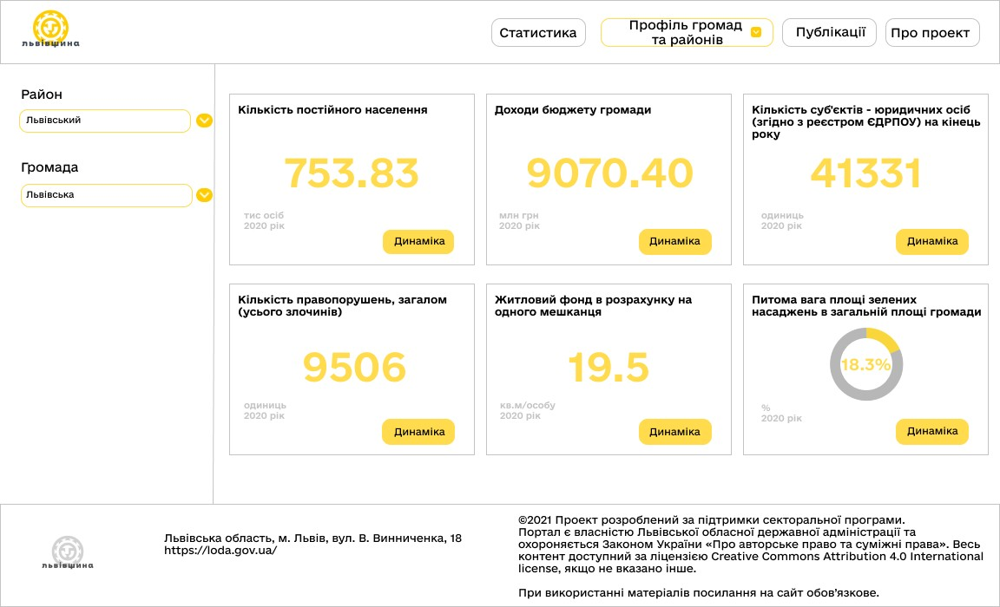 львівщина
Статистика
Профіль громад
та районів
Публікації
Про проект
Район
Львівський
Громада
Львівська
Кількість постійного населення
753.83
тис осіб
2020 рік
Динаміка
Доходи бюджету громади
9070.40
млн грн
2020 рік
Динаміка
Кількість суб'єктів - юридичних осіб
(згідно з реєстром ЄДРПОУ) на кінець
року
41331
одиниць
2020 рік
Динаміка
Кількість правопорушень, загалом
(усього злочинів)
9506
одиниць
2020 рік
Динаміка
Житловий фонд в розрахунку на
одного мешканця
19.5
кв.м/особу
2020 рік
Динаміка
Питома вага площі зелених
насаджень в загальній площі громади
18.3%
%
2020 рік
Динаміка
львівщина
Львівська область, м. Львів, вул. В. Винниченка, 18
https://loda.gov.ua/
©2021 Проект розроблений за підтримки секторальної програми.
Портал є власністю Львівської обласної державної адміністрації та
охороняється Законом України «Про авторське право та суміжні права». Весь
контент доступний за ліцензією Creative Commons Attribution 4.0 International
license, якщо не вказано інше.
При використанні матеріалів посилання на сайт обов’язкове.